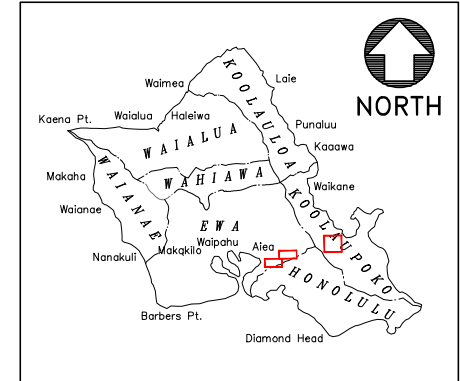 NORTH
Waimea
Laie
KOOLAULOA
Kaena Pt.
Waialua
Haleiwa
Punaluu
WAIALUA
Kaaawa
Makaha
WAIANAE
WAHIAWA
Waikane
Waianae
KOOLAUPOKO
EWA
Nanakuli
Makakilo
Waipahu
Aiea
HONOLULU
Barbers Pt.
Diamond Head